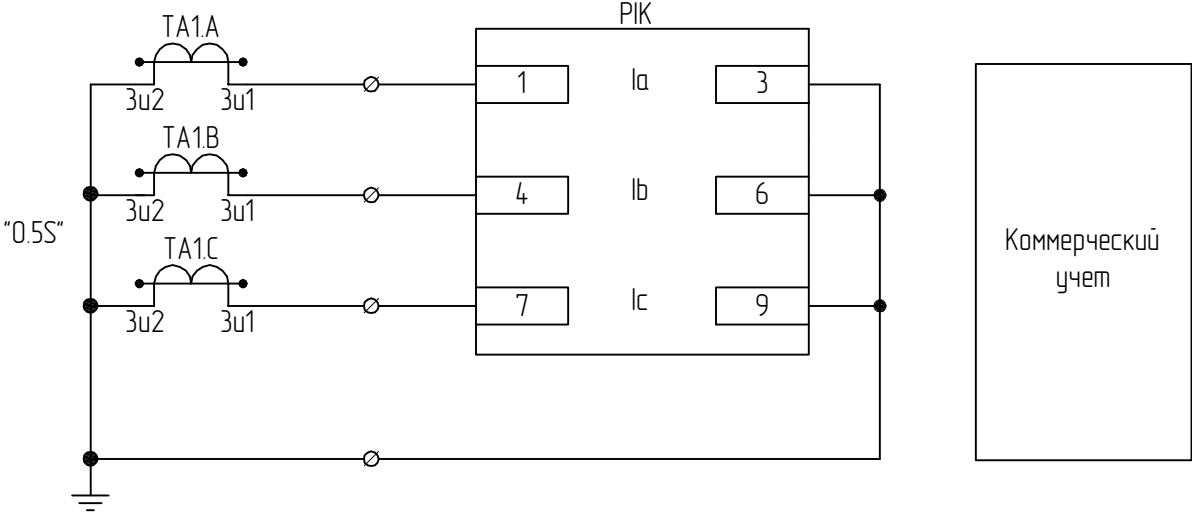 PIK
TA1.A
3и2 3и1
1 Ia 3
TA1.B
3и2 3и1
4 Ib 6
"0.5S"
TA1.C
3и2 3и1
7 Ic 9
Коммерческий
учет